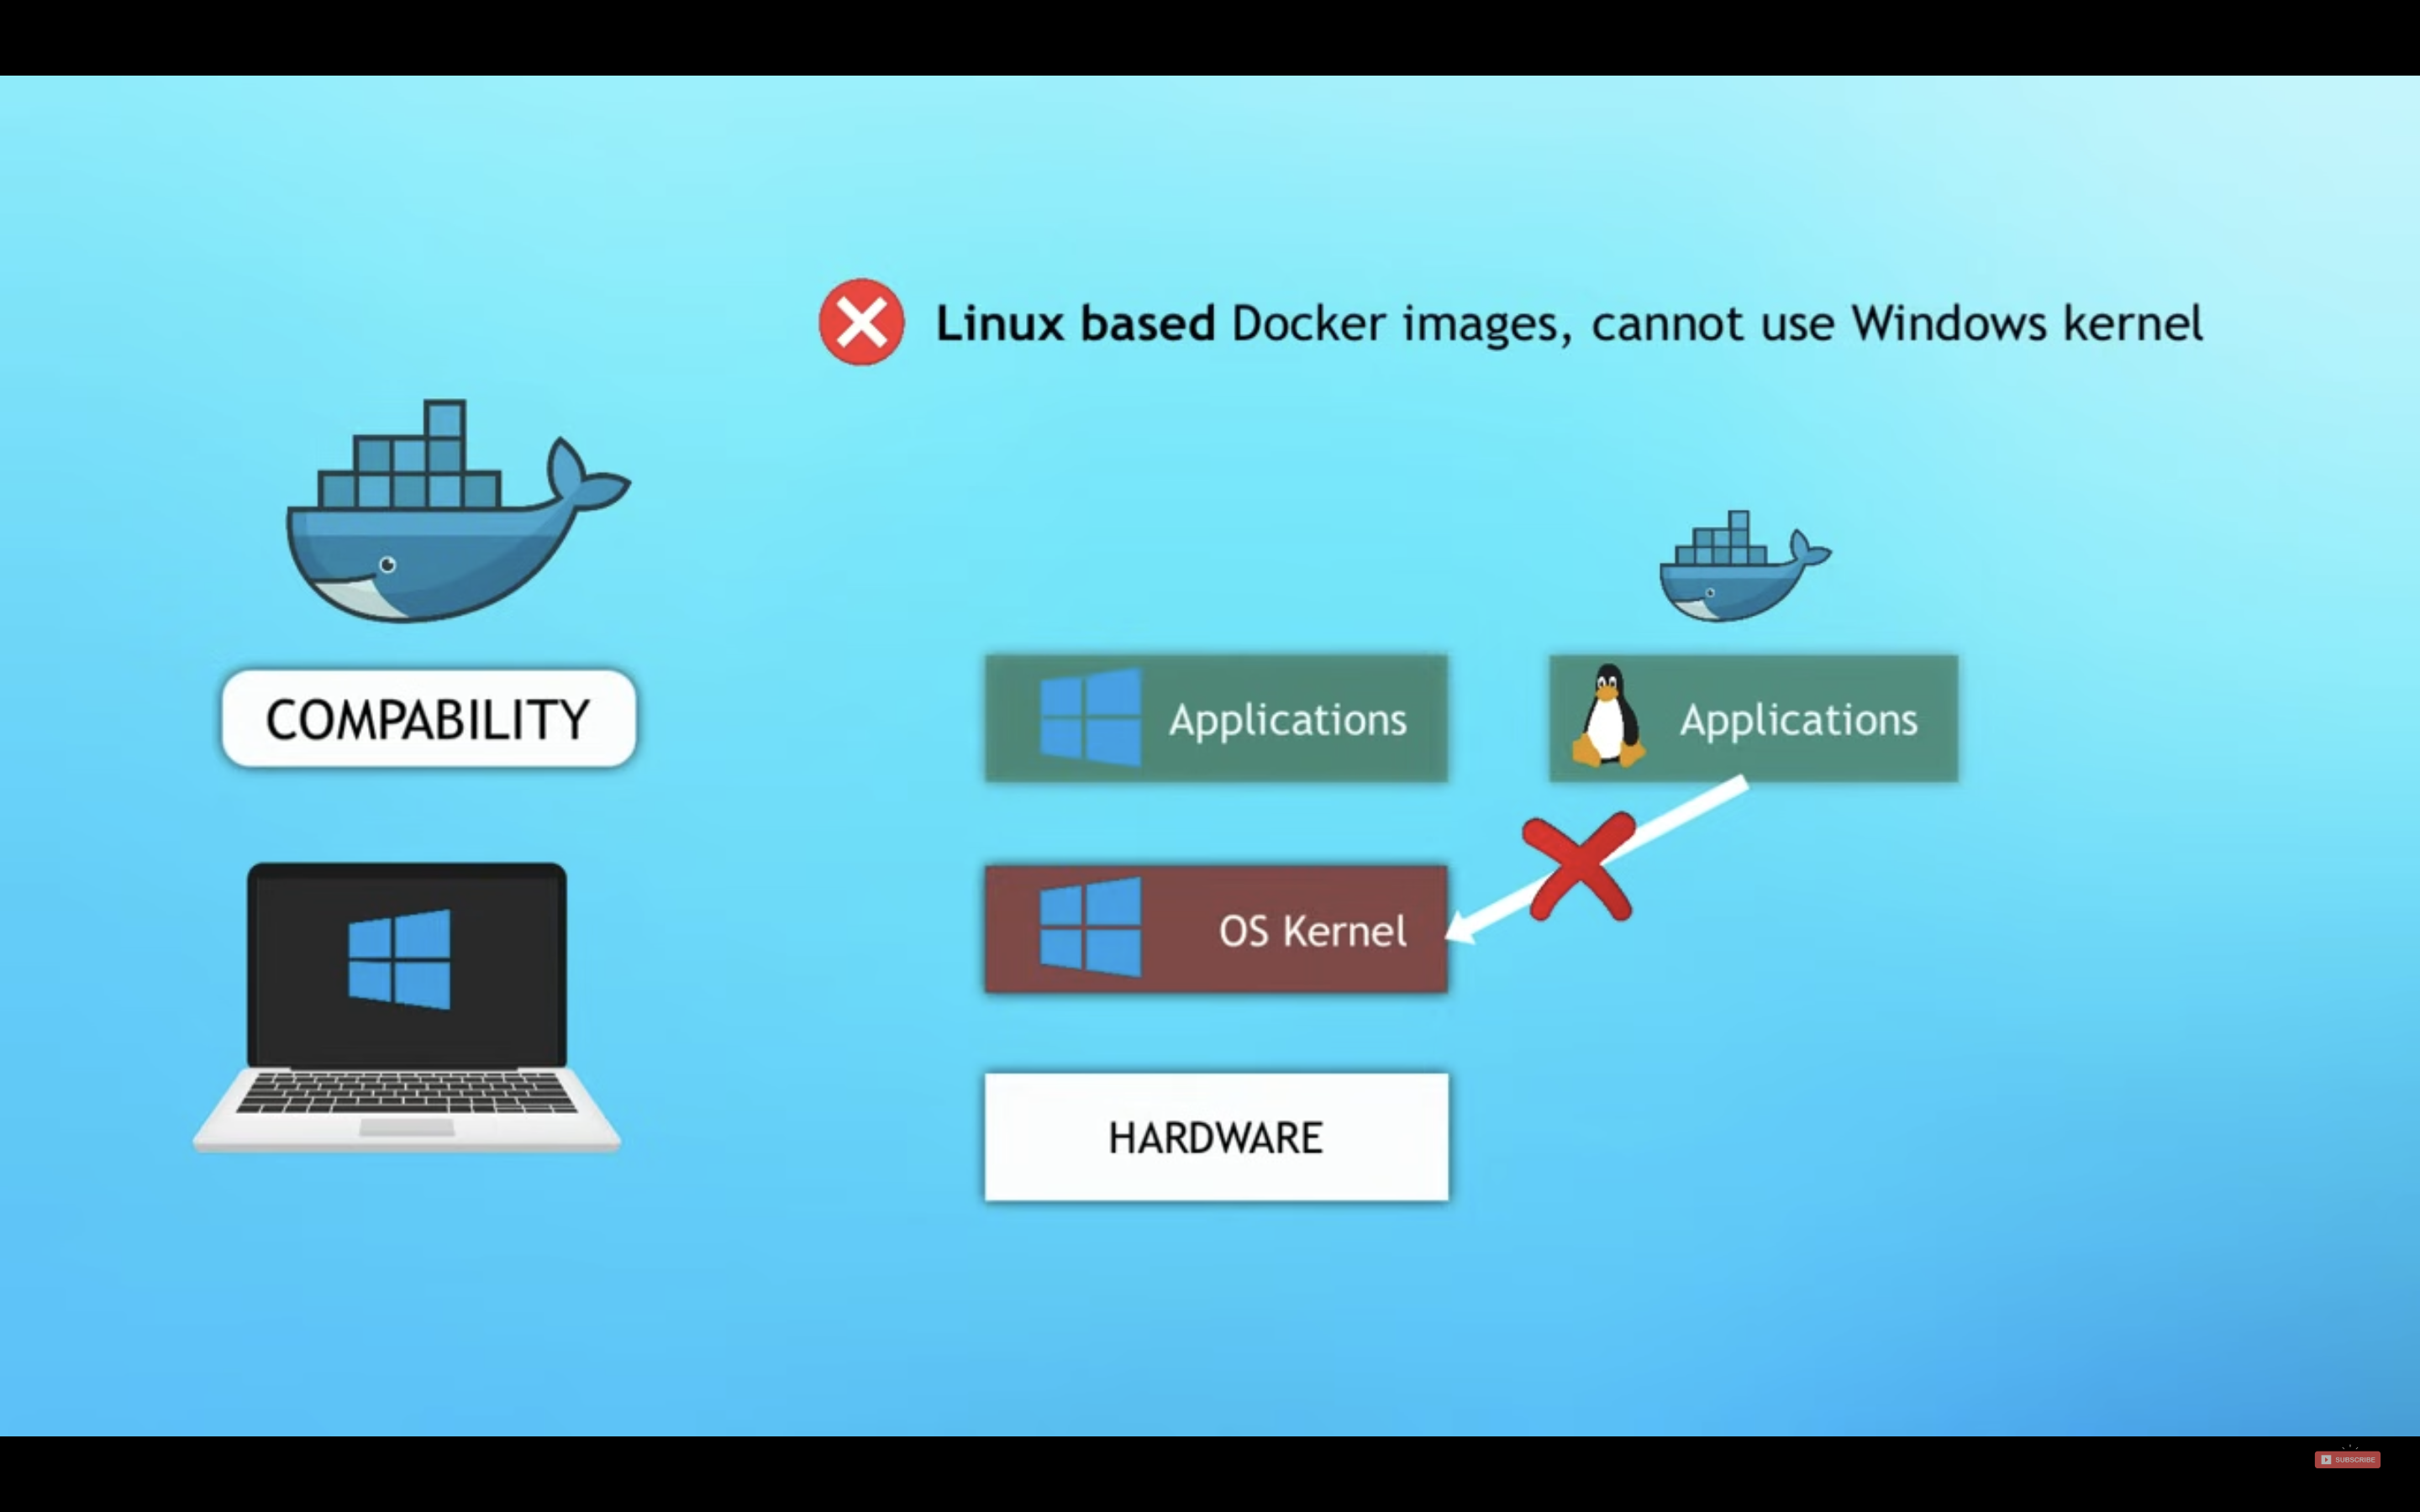 Linux based Docker images, cannot use Windows kernel
COMPABILITY
Applications
Applications
OS Kernel
HARDWARE
SUBSCRIBE